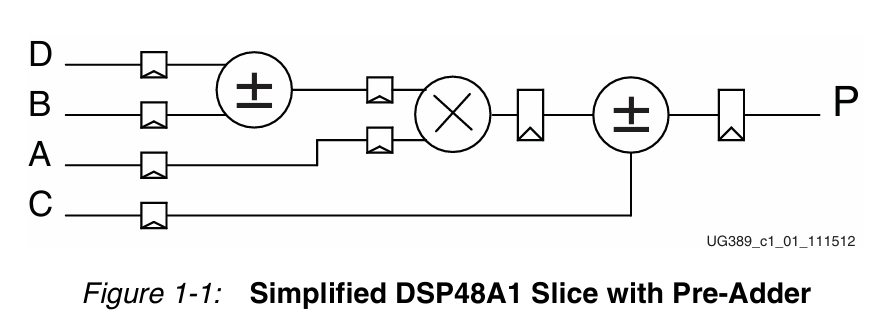 D
B
A
C
±
×
±
P
UG389_c1_01_111512
Figure 1-1: Simplified DSP48A1 Slice with Pre-Adder